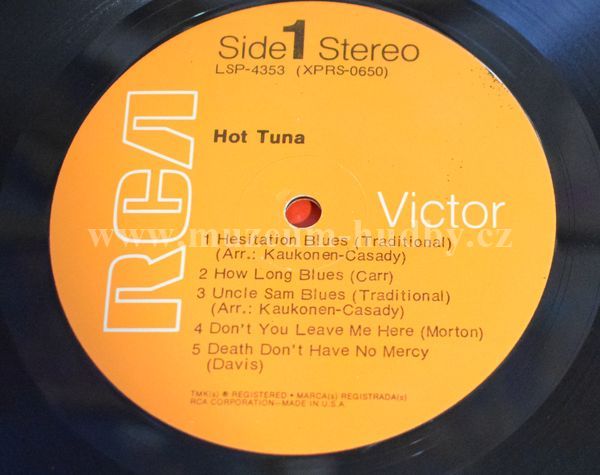 Side 1 Stereo
LSP-4353 (XPRS-0650)
RCA
Hot Tuna
Victor
www.muzeum-hudby.cz
1 Hesitation Blues (Traditional)
(Arr.: Kaukonen-Casady)
2 How Long Blues (Carr)
3 Uncle Sam Blues (Traditional)
(Arr.: Kaukonen-Casady)
4 Don't You Leave Me Here (Morton)
5 Death Don't Have No Mercy
(Davis)
TMK(s) ® REGISTERED • MARCA(s) REGISTRADA(s)
RCA CORPORATION—MADE IN U.S.A.